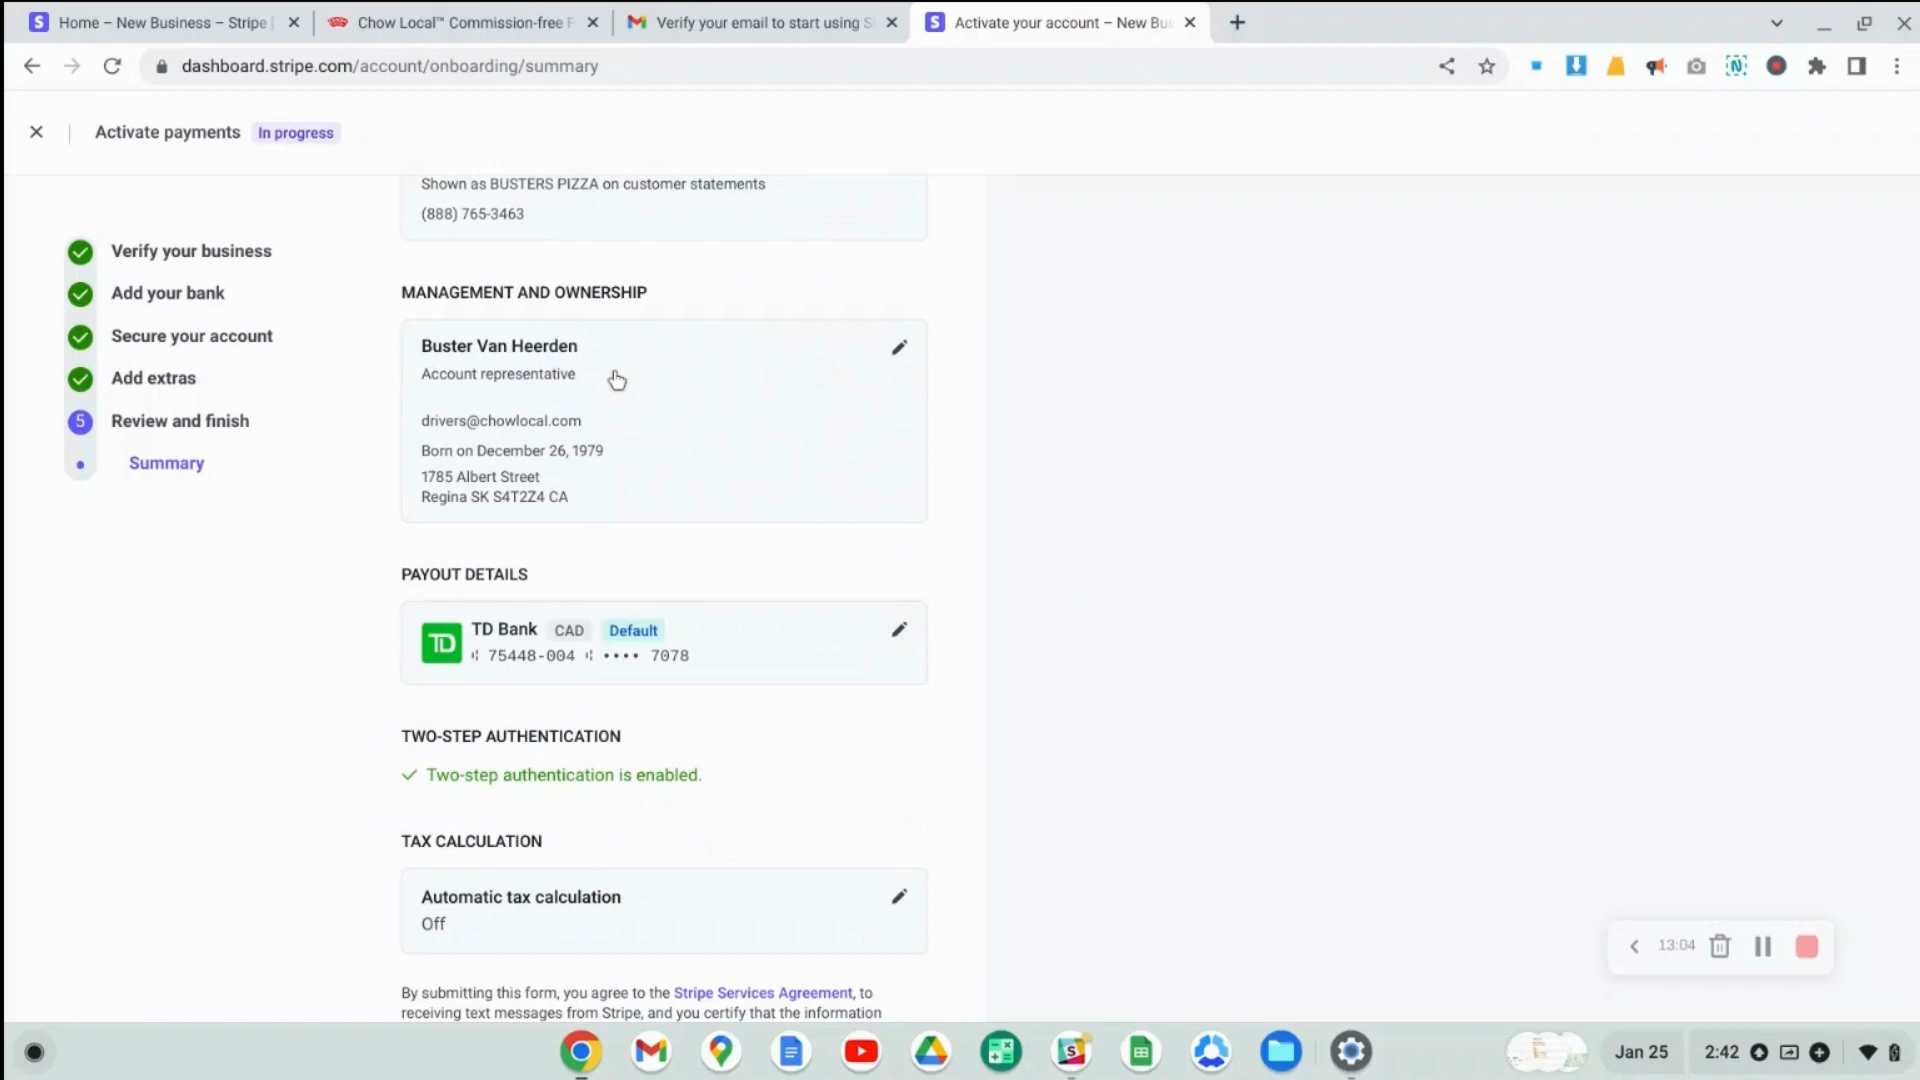 Home – New Business – Stripe
Chow Local™ Commission-free F
Verify your email to start using S
Activate your account – New Bus
dashboard.stripe.com/account/onboarding/summary
Activate payments
In progress
Shown as BUSTERS PIZZA on customer statements
(888) 765-3463
Verify your business
Add your bank
Secure your account
Add extras
5 Review and finish
Summary
MANAGEMENT AND OWNERSHIP
Buster Van Heerden
Account representative
drivers@chowlocal.com
Born on December 26, 1979
1785 Albert Street
Regina SK S4T2Z4 CA
PAYOUT DETAILS
TD
TD Bank CAD Default
⑆ 75448-004 ⑆ •••• 7078
TWO-STEP AUTHENTICATION
Two-step authentication is enabled.
TAX CALCULATION
Automatic tax calculation
Off
By submitting this form, you agree to the Stripe Services Agreement, to
receiving text messages from Stripe, and you certify that the information
13:04
Jan 25
2:42